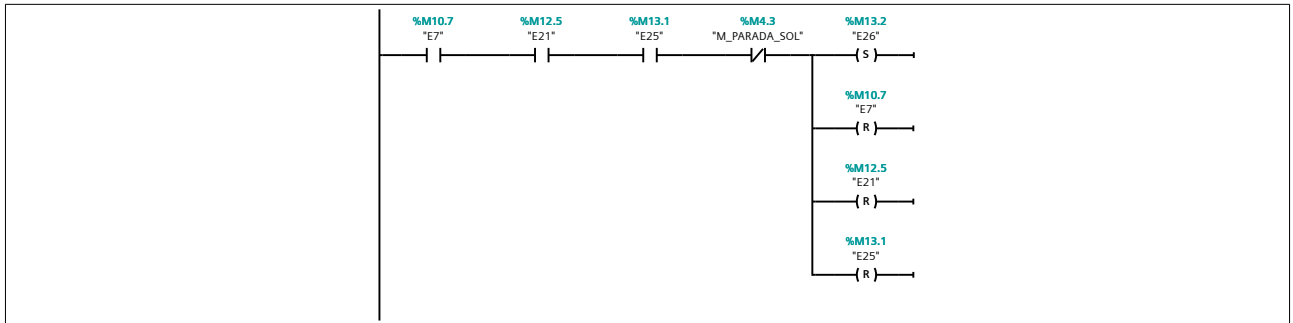 %M10.7 %M12.5 %M13.1 %M4.3 %M13.2
"E7" "E21" "E25" "M_PARADA_SOL" "E26"
S
%M10.7
"E7"
R
%M12.5
"E21"
R
%M13.1
"E25"
R